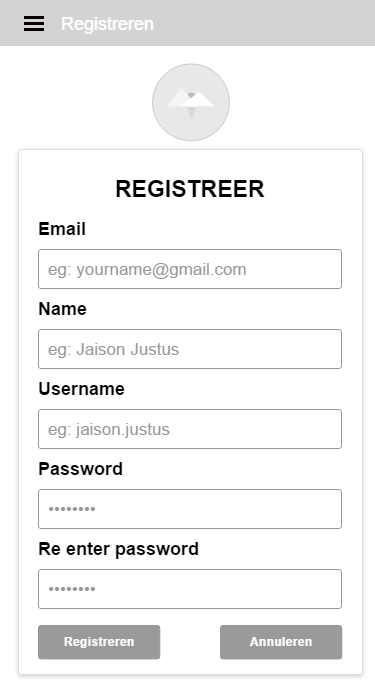 Registreren
REGISTREER
Email
eg: yourname@gmail.com
Name
eg: Jaison Justus
Username
eg: jaison.justus
Password
••••••••
Re enter password
••••••••
Registreren Annuleren